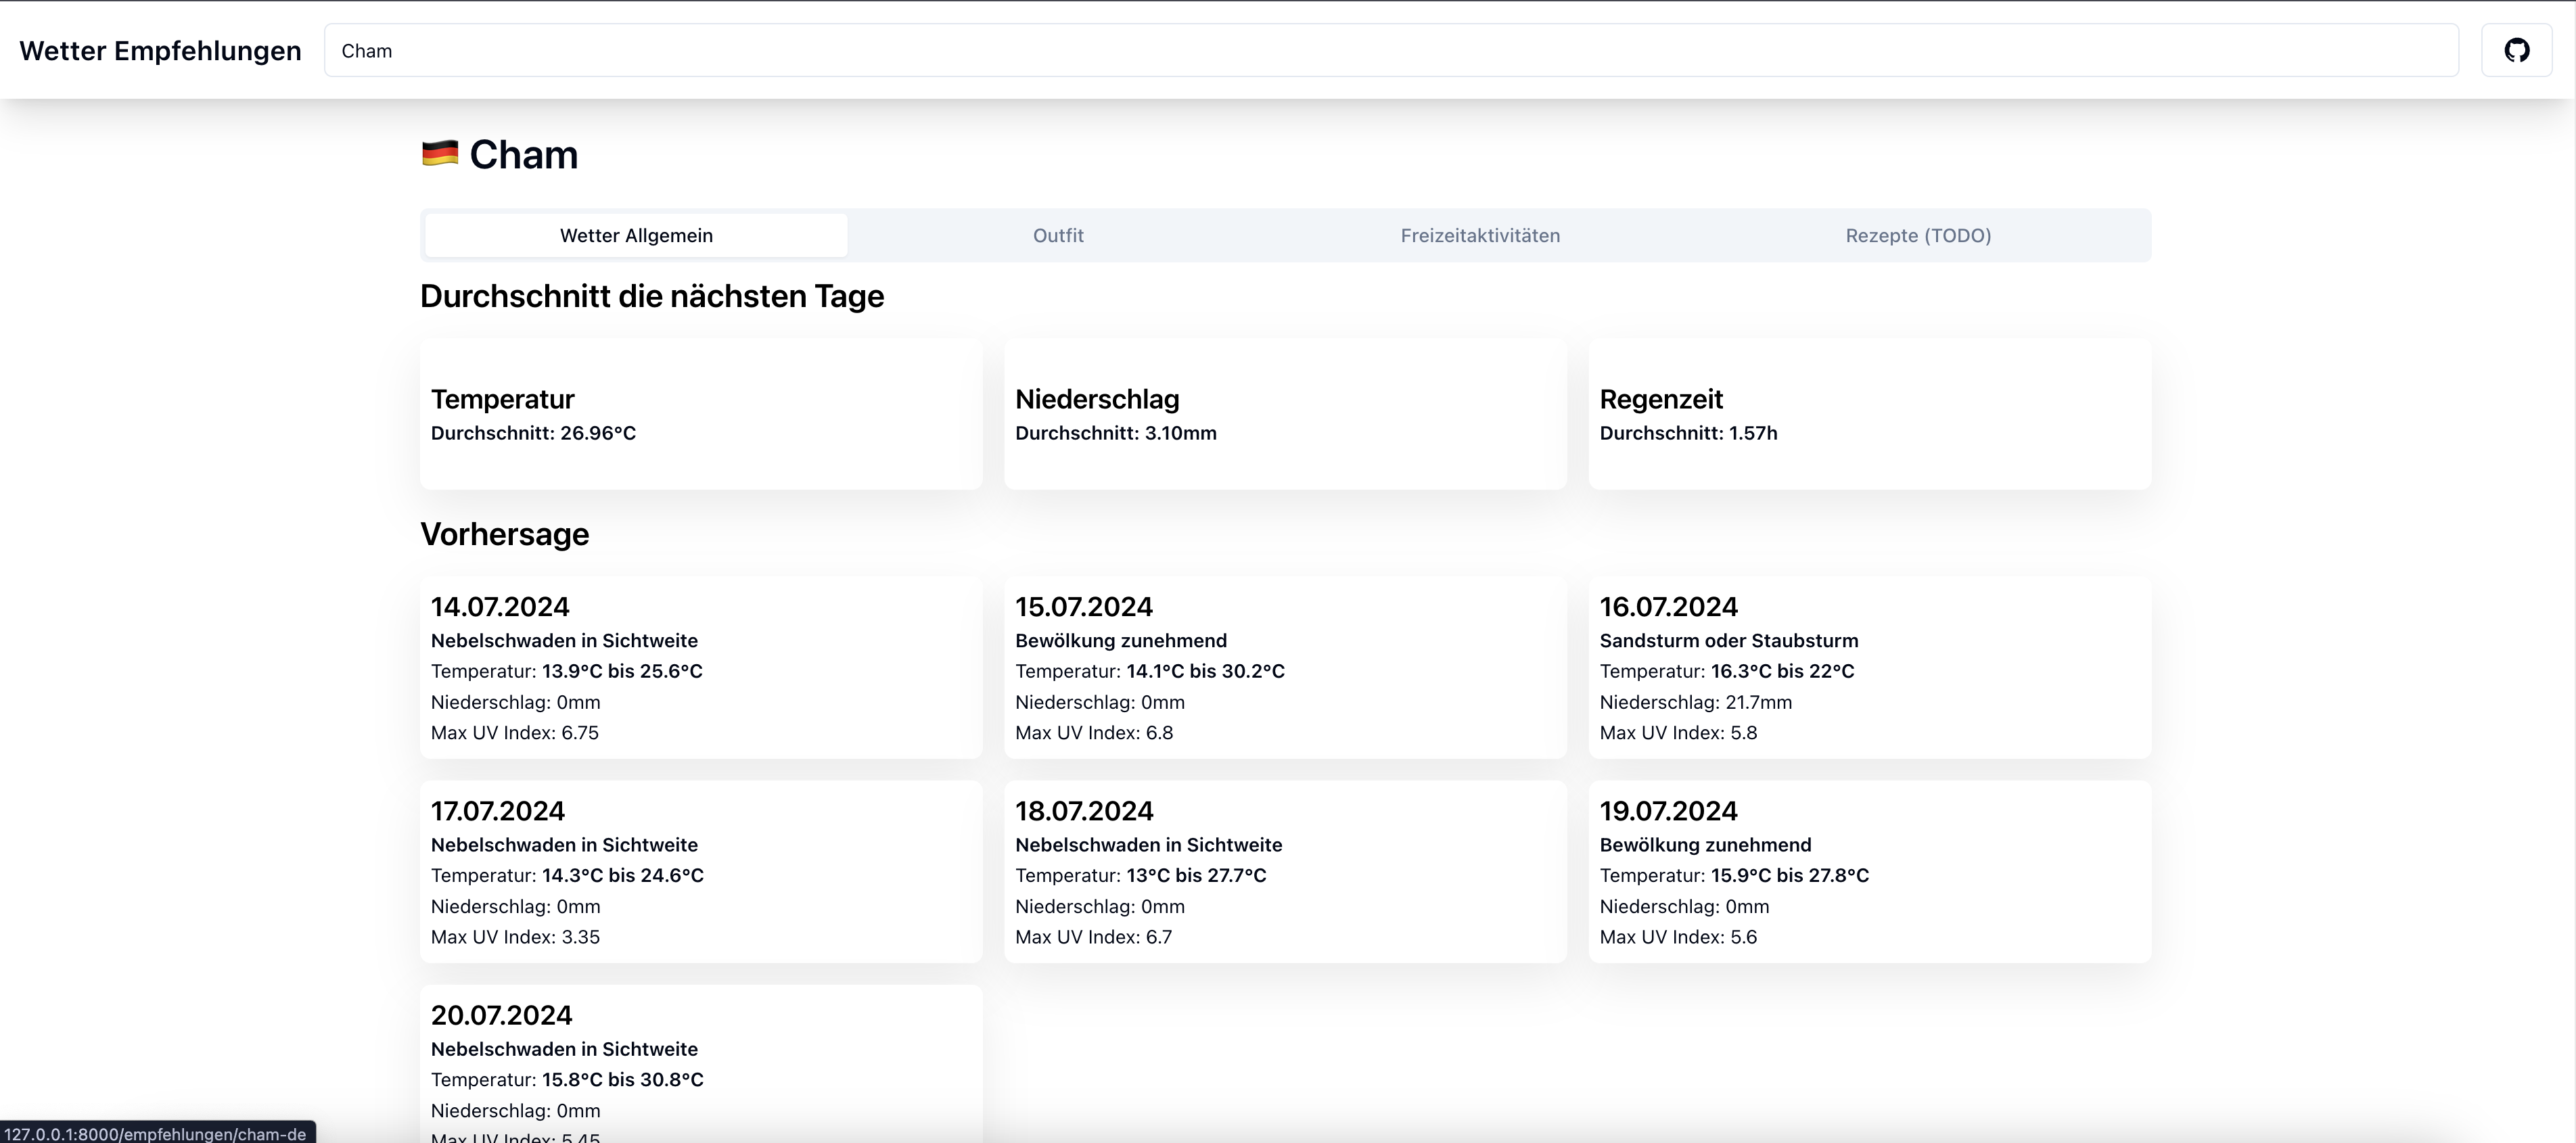 Wetter Empfehlungen
Cham
Cham
Wetter Allgemein
Outfit
Freizeitaktivitäten
Rezepte (TODO)
Durchschnitt die nächsten Tage
Temperatur
Durchschnitt: 26.96°C
Niederschlag
Durchschnitt: 3.10mm
Regenzeit
Durchschnitt: 1.57h
Vorhersage
14.07.2024
Nebelschwaden in Sichtweite
Temperatur: 13.9°C bis 25.6°C
Niederschlag: 0mm
Max UV Index: 6.75
15.07.2024
Bewölkung zunehmend
Temperatur: 14.1°C bis 30.2°C
Niederschlag: 0mm
Max UV Index: 6.8
16.07.2024
Sandsturm oder Staubsturm
Temperatur: 16.3°C bis 22°C
Niederschlag: 21.7mm
Max UV Index: 5.8
17.07.2024
Nebelschwaden in Sichtweite
Temperatur: 14.3°C bis 24.6°C
Niederschlag: 0mm
Max UV Index: 3.35
18.07.2024
Nebelschwaden in Sichtweite
Temperatur: 13°C bis 27.7°C
Niederschlag: 0mm
Max UV Index: 6.7
19.07.2024
Bewölkung zunehmend
Temperatur: 15.9°C bis 27.8°C
Niederschlag: 0mm
Max UV Index: 5.6
20.07.2024
Nebelschwaden in Sichtweite
Temperatur: 15.8°C bis 30.8°C
Niederschlag: 0mm
Max UV Index: 5.45
127.0.0.1:8000/empfehlungen/cham-de